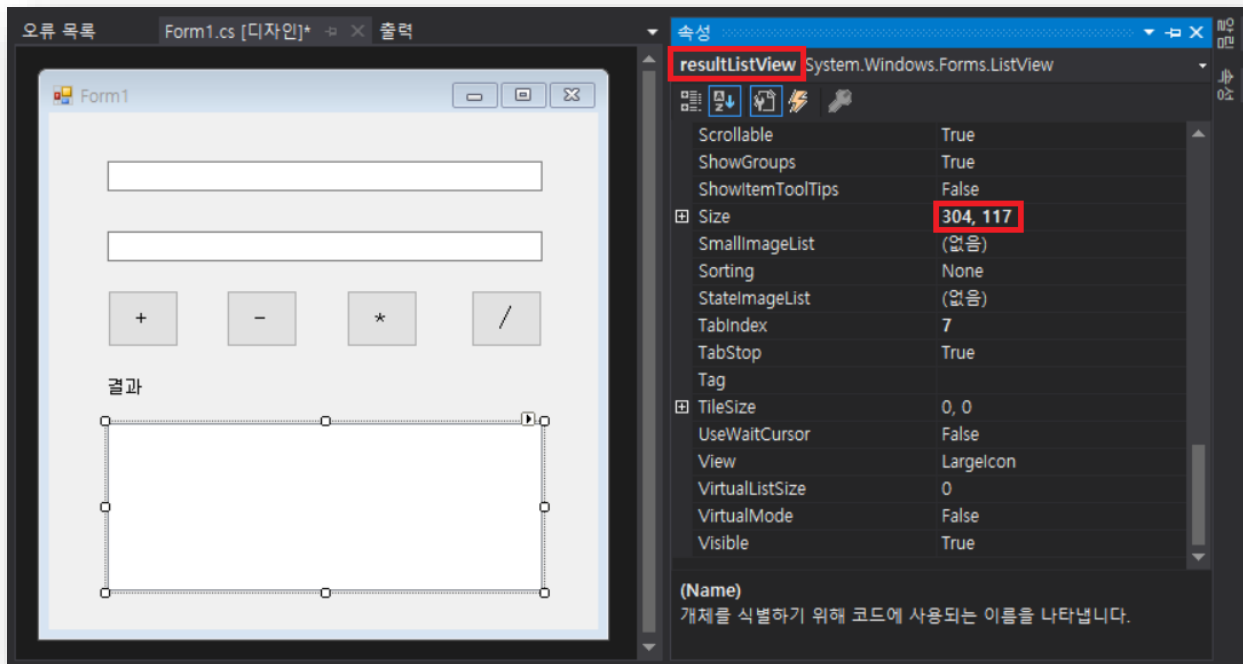 오류 목록 Form1.cs [디자인]* 출력
Form1
+ - * /
결과
속성
resultListView System.Windows.Forms.ListView
Scrollable True
ShowGroups True
ShowItemToolTips False
Size 304, 117
SmallImageList (없음)
Sorting None
StateImageList (없음)
TabIndex 7
TabStop True
Tag
TileSize 0, 0
UseWaitCursor False
View LargeIcon
VirtualListSize 0
VirtualMode False
Visible True
(Name)
개체를 식별하기 위해 코드에 사용되는 이름을 나타냅니다.